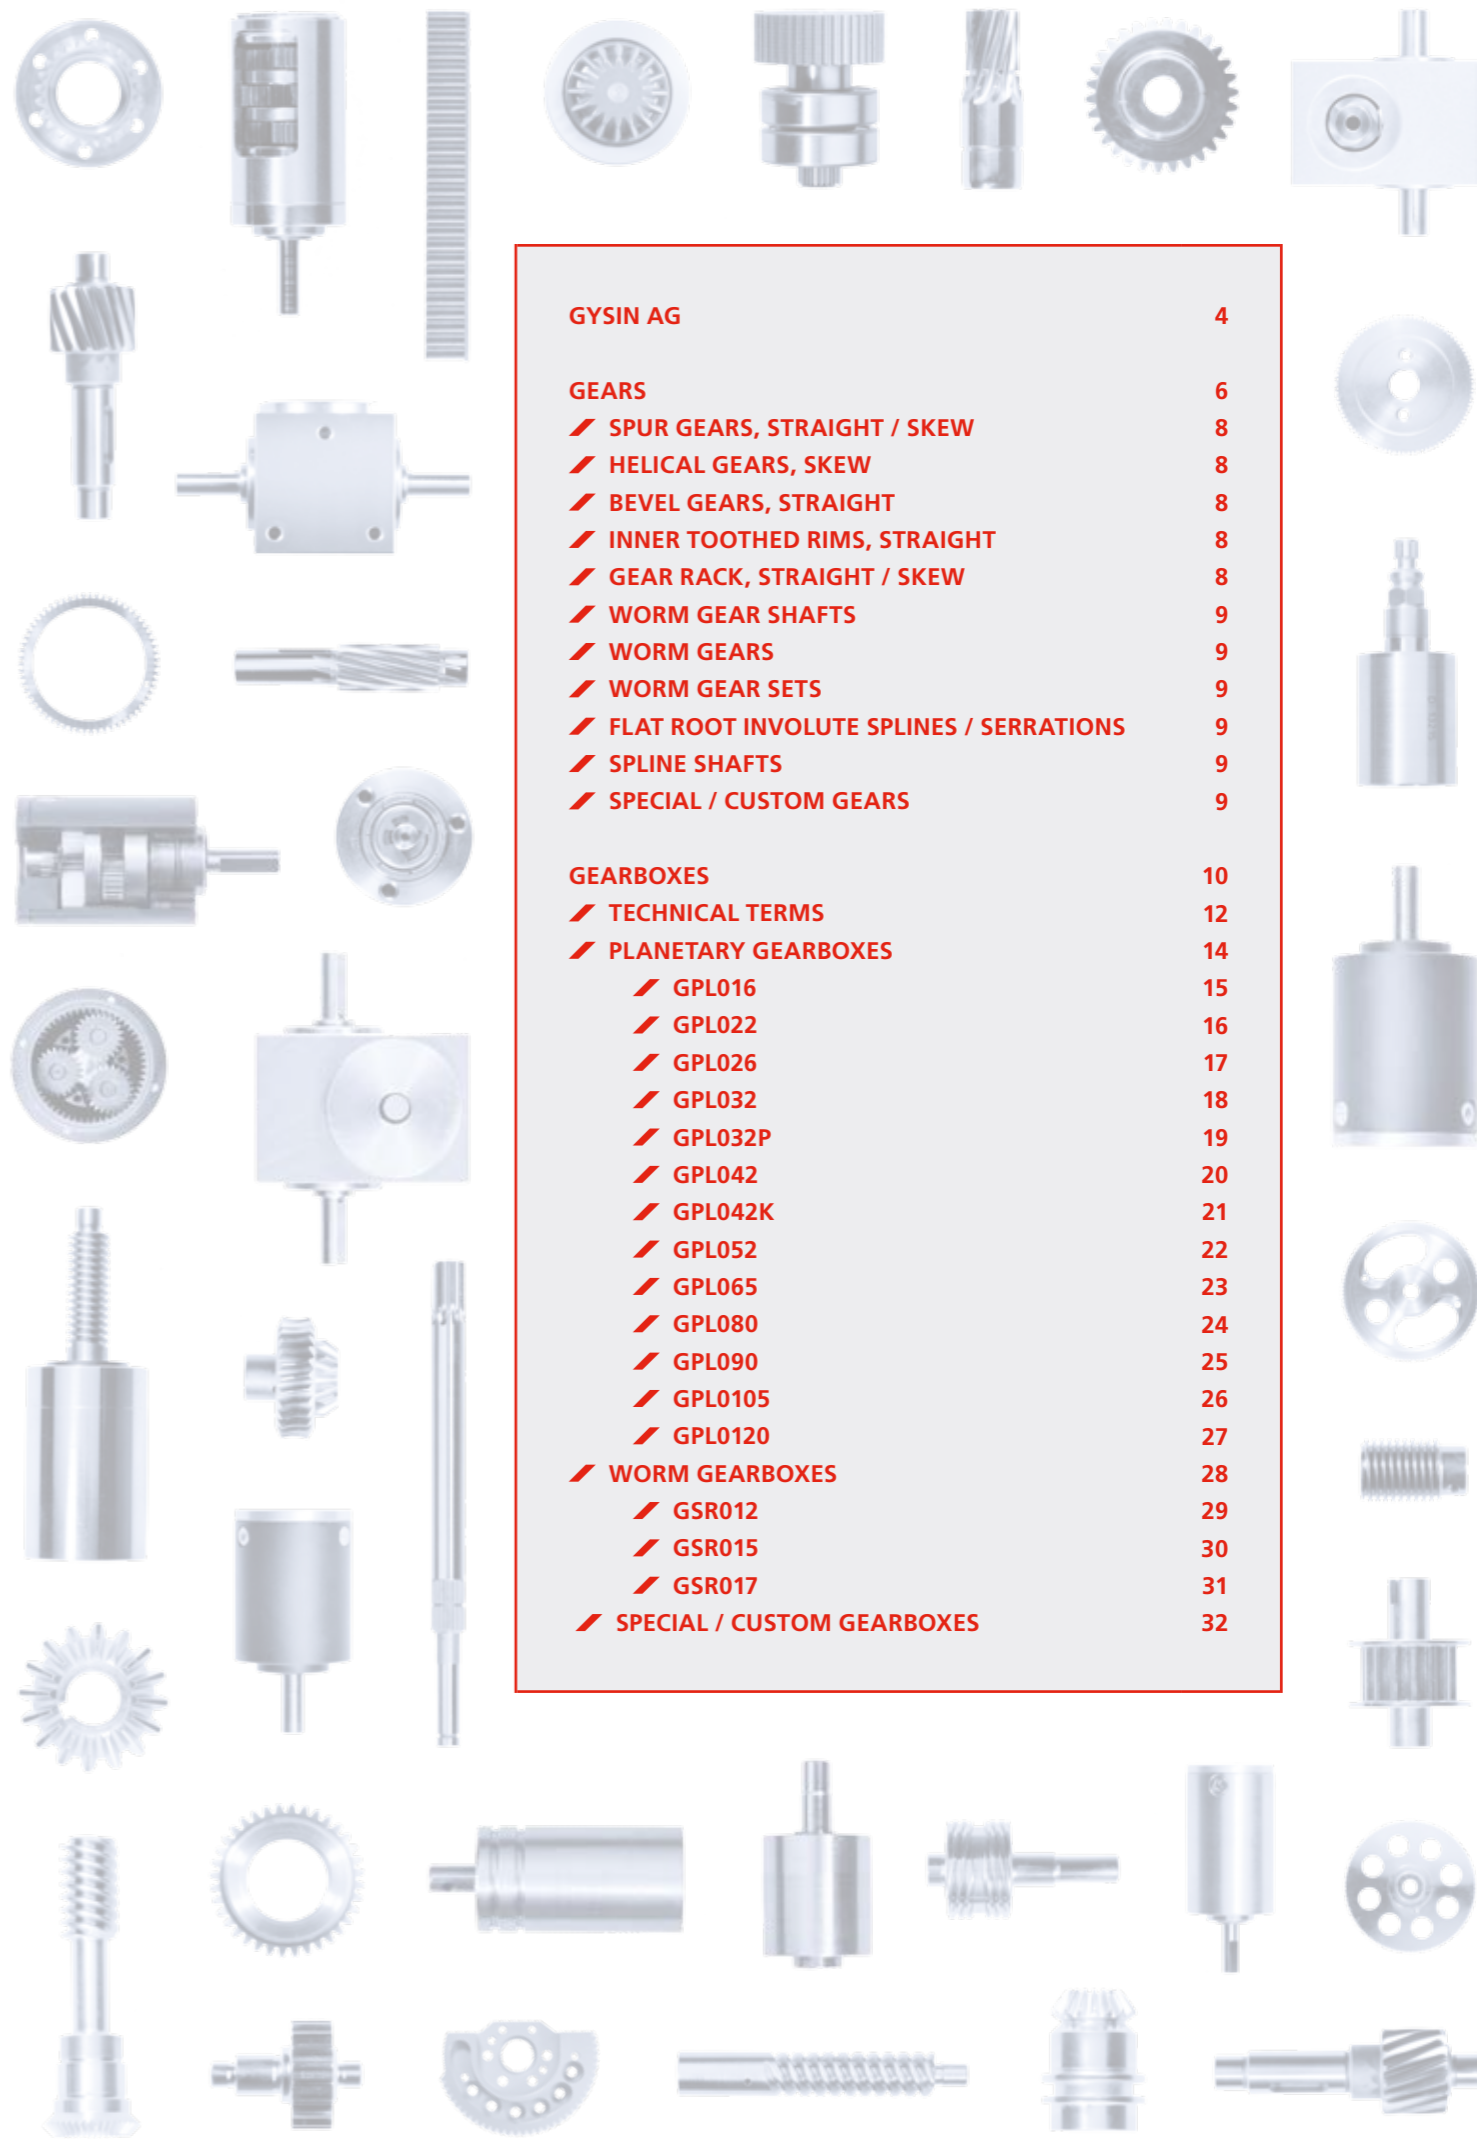 GYSIN AG 4
GEARS 6
SPUR GEARS, STRAIGHT / SKEW 8
HELICAL GEARS, SKEW 8
BEVEL GEARS, STRAIGHT 8
INNER TOOTHED RIMS, STRAIGHT 8
GEAR RACK, STRAIGHT / SKEW 8
WORM GEAR SHAFTS 9
WORM GEARS 9
WORM GEAR SETS 9
FLAT ROOT INVOLUTE SPLINES / SERRATIONS 9
SPLINE SHAFTS 9
SPECIAL / CUSTOM GEARS 9
GEARBOXES 10
TECHNICAL TERMS 12
PLANETARY GEARBOXES 14
GPL016 15
GPL022 16
GPL026 17
GPL032 18
GPL032P 19
GPL042 20
GPL042K 21
GPL052 22
GPL065 23
GPL080 24
GPL090 25
GPL0105 26
GPL0120 27
WORM GEARBOXES 28
GSR012 29
GSR015 30
GSR017 31
SPECIAL / CUSTOM GEARBOXES 32